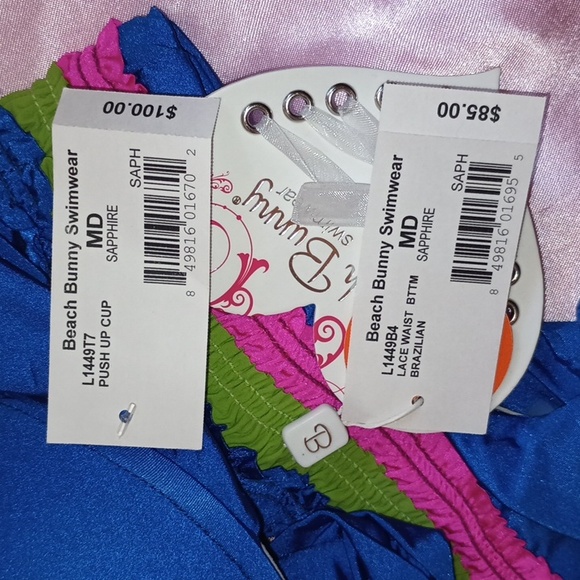 $100.00
SAPH
8 49816 01670 2
Beach Bunny Swimwear
MD
SAPPHIRE
L1449T7
PUSH UP CUP
$85.00
SAPH
8 49816 01695 5
Beach Bunny Swimwear
MD
SAPPHIRE
L1449B4
LACE WAIST BTTM
BRAZILIAN
Bunny®
B